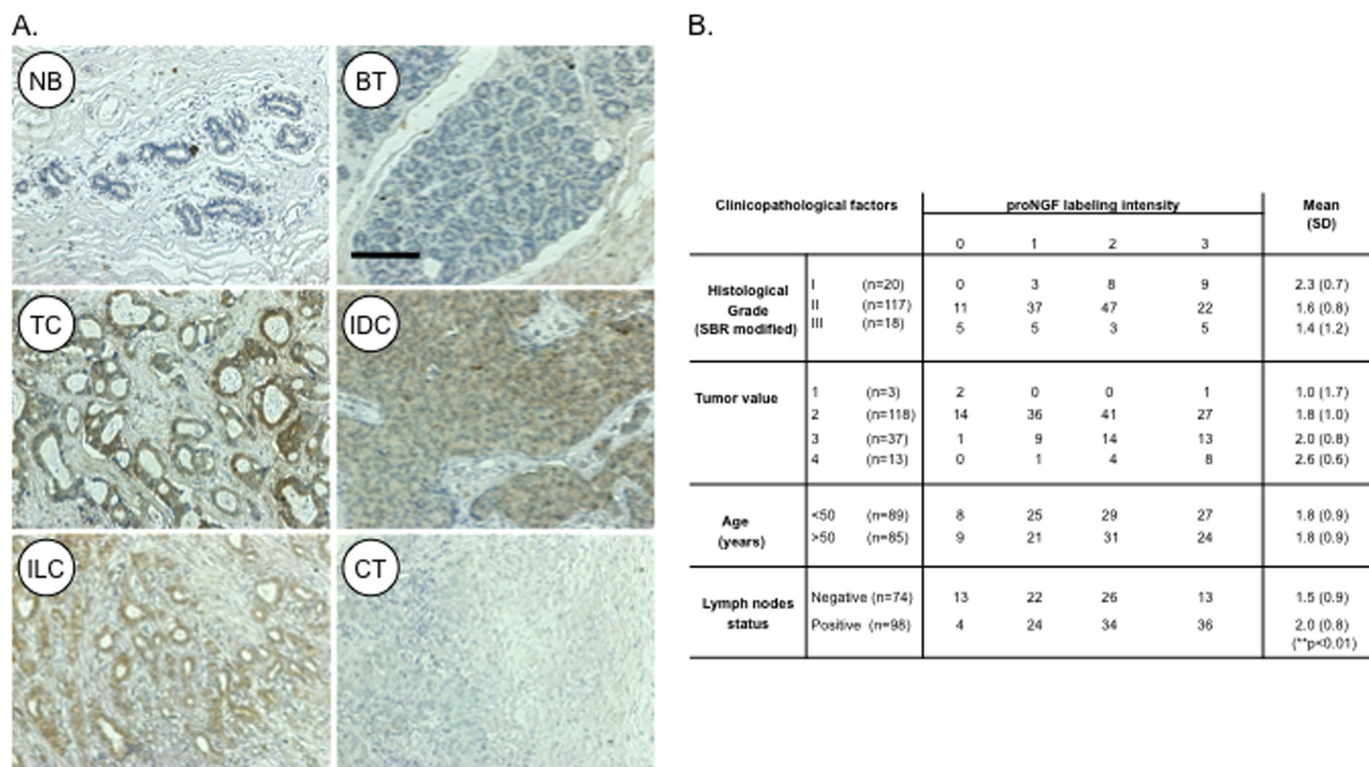 A.
B.
NB
BT
TC
IDC
ILC
CT
Clinicopathological factors proNGF labeling intensity Mean
(SD)
0 1 2 3
Histological
Grade
(SBR modified)
I (n=20) 0 3 8 9 2.3 (0.7)
II (n=117) 11 37 47 22 1.6 (0.8)
III (n=18) 5 5 3 5 1.4 (1.2)
Tumor value
1 (n=3) 2 0 0 1 1.0 (1.7)
2 (n=118) 14 36 41 27 1.8 (1.0)
3 (n=37) 1 9 14 13 2.0 (0.8)
4 (n=13) 0 1 4 8 2.6 (0.6)
Age
(years)
<50 (n=89) 8 25 29 27 1.8 (0.9)
>50 (n=85) 9 21 31 24 1.8 (0.9)
Lymph nodes
status
Negative (n=74) 13 22 26 13 1.5 (0.9)
Positive (n=98) 4 24 34 36 2.0 (0.8)
(**p<0.01)